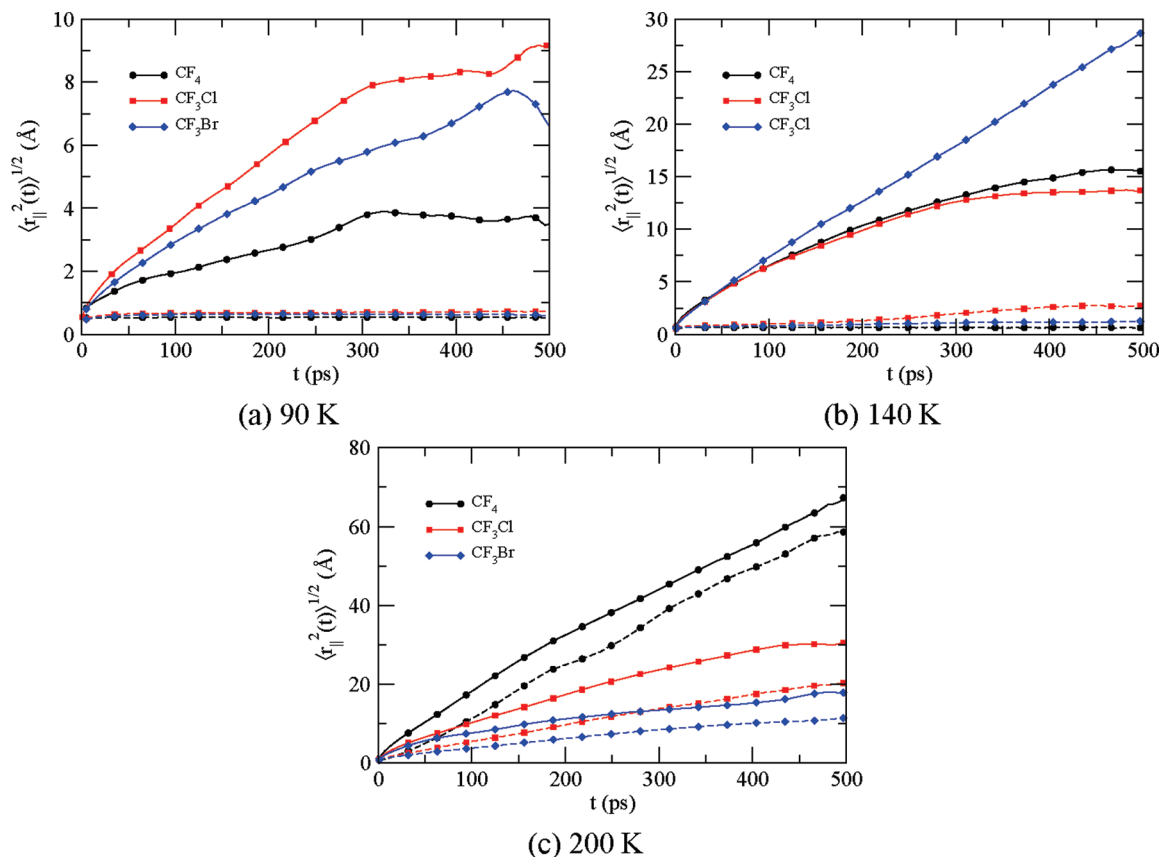 10
8
6
4
2
0
⟨r||²(t)⟩^1/2 (Å)
CF4
CF3Cl
CF3Br
0 100 200 300 400 500
t (ps)
(a) 90 K
30
25
20
15
10
5
0
⟨r||²(t)⟩^1/2 (Å)
CF4
CF3Cl
CF3Cl
0 100 200 300 400 500
t (ps)
(b) 140 K
80
60
40
20
0
⟨r||²(t)⟩^1/2 (Å)
CF4
CF3Cl
CF3Br
0 100 200 300 400 500
t (ps)
(c) 200 K